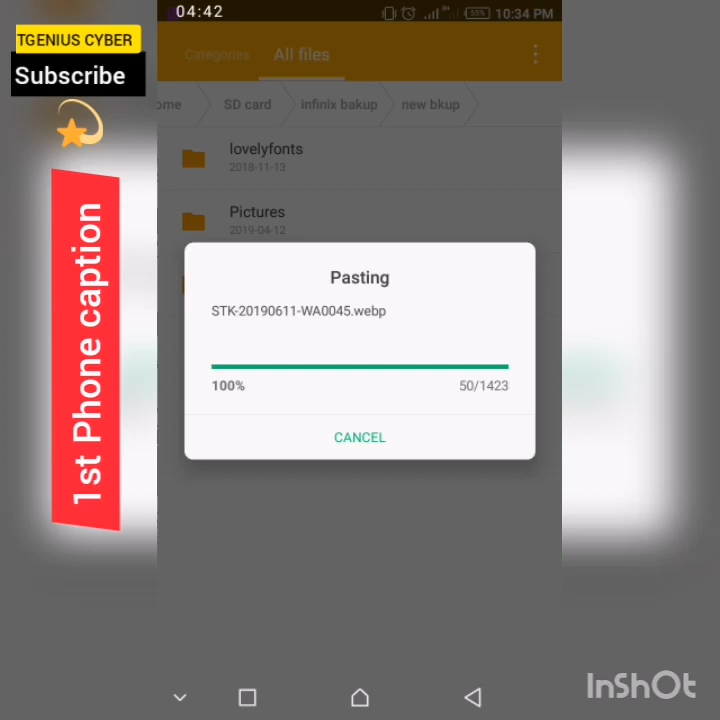 04:42
55%
10:34 PM
TGENIUS CYBER
Subscribe
1st Phone caption
Categories
All files
ome
SD card
infinix bakup
new bkup
lovelyfonts
2018-11-13
Pictures
2019-04-12
Pasting
STK-20190611-WA0045.webp
100%
50/1423
CANCEL
InShOt